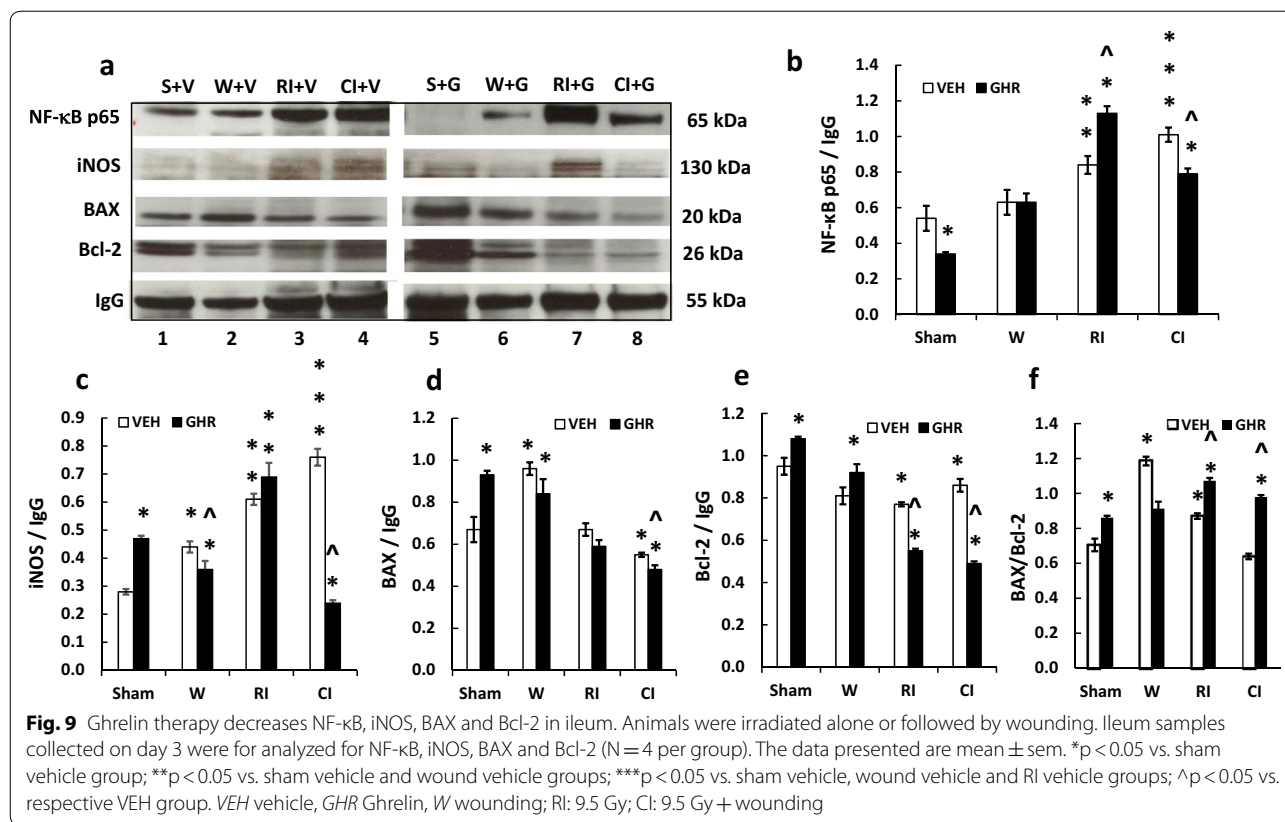 a
S+V W+V RI+V CI+V S+G W+G RI+G CI+G
NF-κB p65 65 kDa
iNOS 130 kDa
BAX 20 kDa
Bcl-2 26 kDa
IgG 55 kDa
1 2 3 4 5 6 7 8
b
NF-κB p65 / IgG
VEH GHR
1.4
1.2
1.0
0.8
0.6
0.4
0.2
0.0
* * * * ^ * * * * ^ *
Sham W RI CI
c
iNOS / IgG
VEH GHR
0.9
0.8
0.7
0.6
0.5
0.4
0.3
0.2
0.1
0.0
* * ^ * * * * * * * * ^ *
Sham W RI CI
d
BAX / IgG
VEH GHR
1.2
1.0
0.8
0.6
0.4
0.2
0.0
* * * * ^ *
Sham W RI CI
e
Bcl-2 / IgG
VEH GHR
1.2
1.0
0.8
0.6
0.4
0.2
0.0
* * * ^ * * ^ *
Sham W RI CI
f
BAX/Bcl-2
VEH GHR
1.4
1.2
1.0
0.8
0.6
0.4
0.2
0.0
* * * ^ * ^ *
Sham W RI CI
Fig. 9 Ghrelin therapy decreases NF-κB, iNOS, BAX and Bcl-2 in ileum. Animals were irradiated alone or followed by wounding. Ileum samples
collected on day 3 were for analyzed for NF-κB, iNOS, BAX and Bcl-2 (N = 4 per group). The data presented are mean ± sem. *p < 0.05 vs. sham
vehicle group; **p < 0.05 vs. sham vehicle and wound vehicle groups; ***p < 0.05 vs. sham vehicle, wound vehicle and RI vehicle groups; ^p < 0.05 vs.
respective VEH group. VEH vehicle, GHR Ghrelin, W wounding; RI: 9.5 Gy; CI: 9.5 Gy + wounding